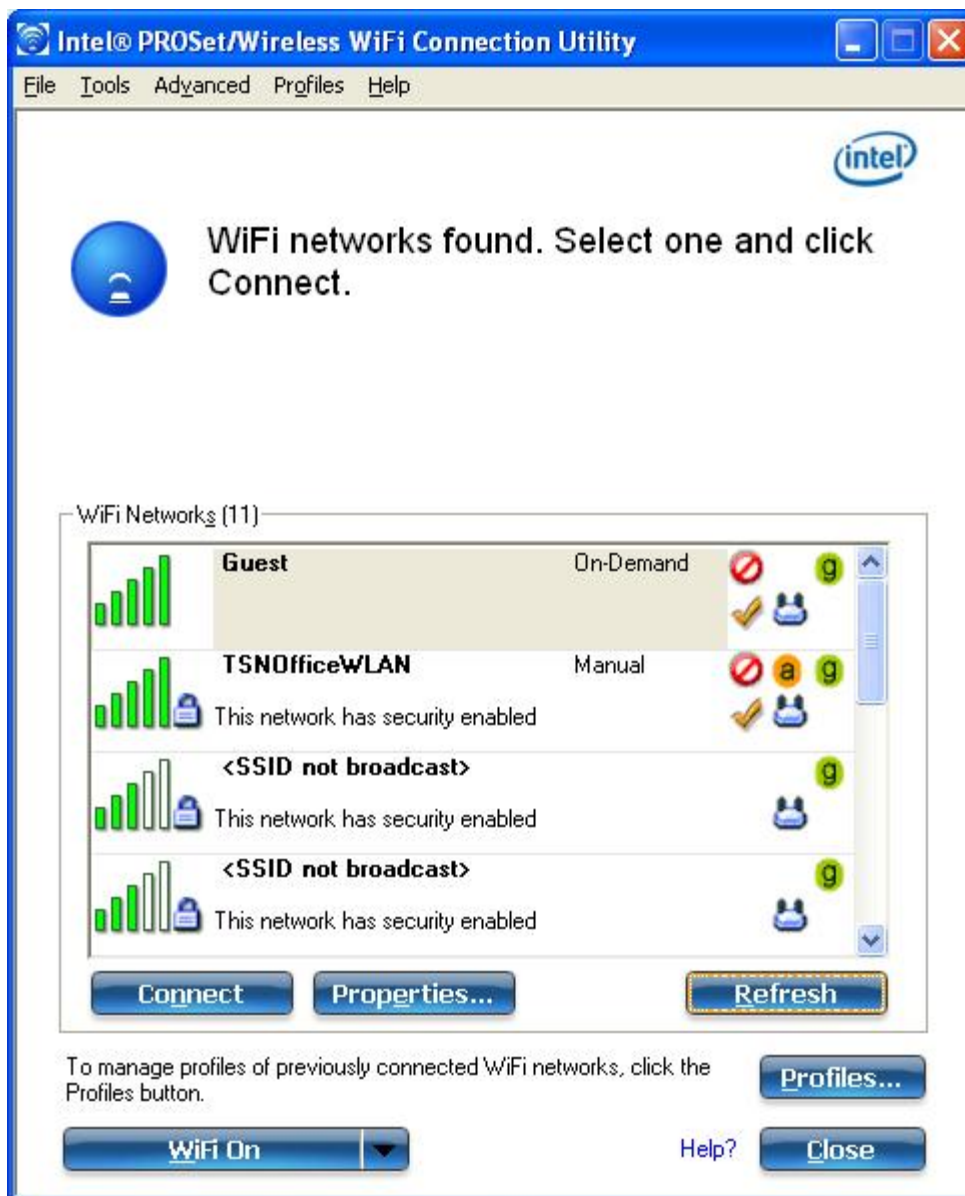 Intel® PROSet/Wireless WiFi Connection Utility
File Tools Advanced Profiles Help
intel
WiFi networks found. Select one and click
Connect.
WiFi Networks (11)
Guest On-Demand g
TSNOfficeWLAN Manual a g
This network has security enabled
<SSID not broadcast> g
This network has security enabled
<SSID not broadcast> g
This network has security enabled
Connect Properties... Refresh
To manage profiles of previously connected WiFi networks, click the
Profiles button.
Profiles...
WiFi On Help? Close